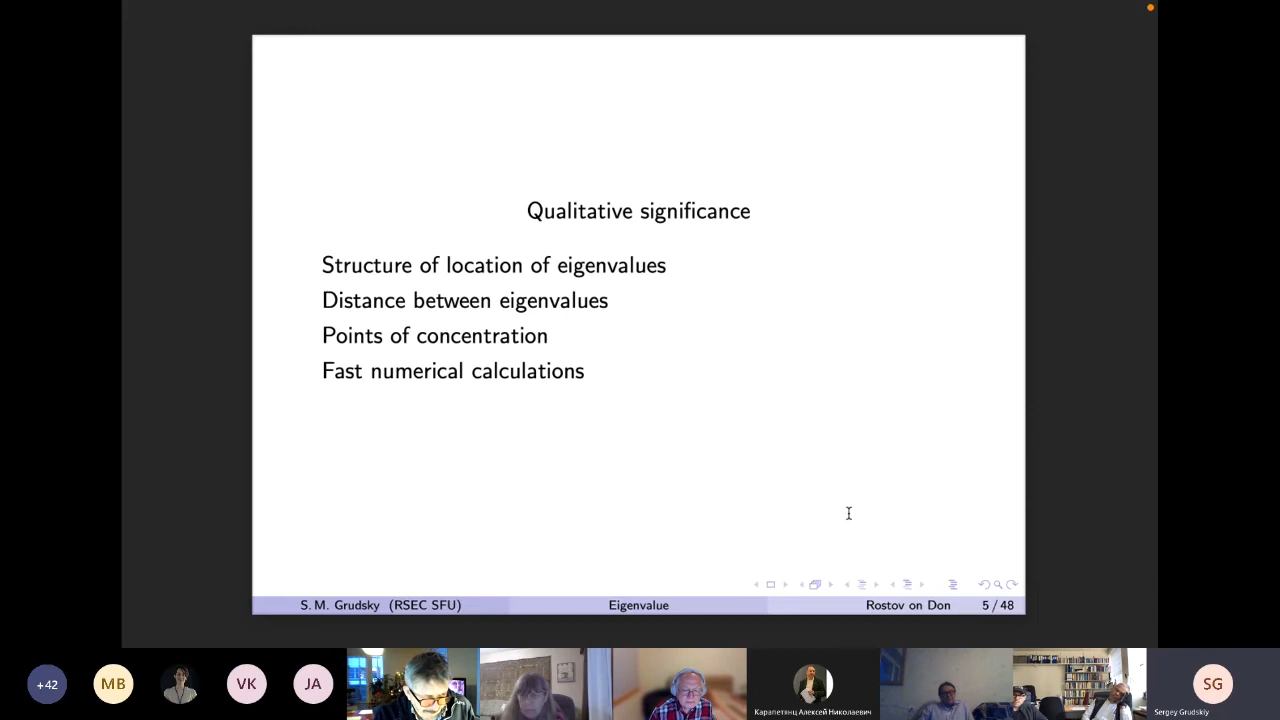 Qualitative significance
Structure of location of eigenvalues
Distance between eigenvalues
Points of concentration
Fast numerical calculations
S. M. Grudsky (RSEC SFU) Eigenvalue Rostov on Don 5 / 48
+42 MB VK JA SG
Карапетянц Алексей Николаевич Sergey Grudskiy